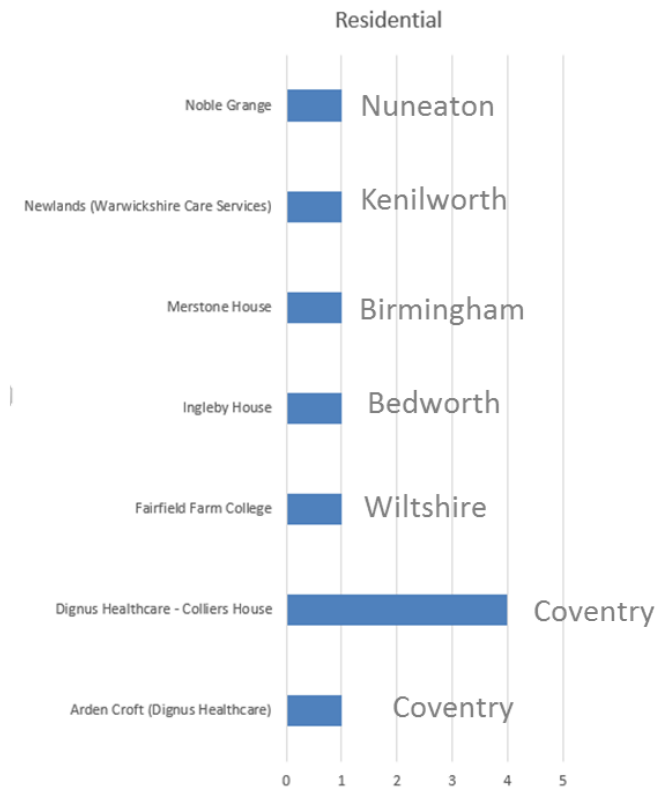 Residential
Noble Grange Nuneaton
Newlands (Warwickshire Care Services) Kenilworth
Merstone House Birmingham
Ingleby House Bedworth
Fairfield Farm College Wiltshire
Dignus Healthcare - Colliers House Coventry
Arden Croft (Dignus Healthcare) Coventry
0 1 2 3 4 5